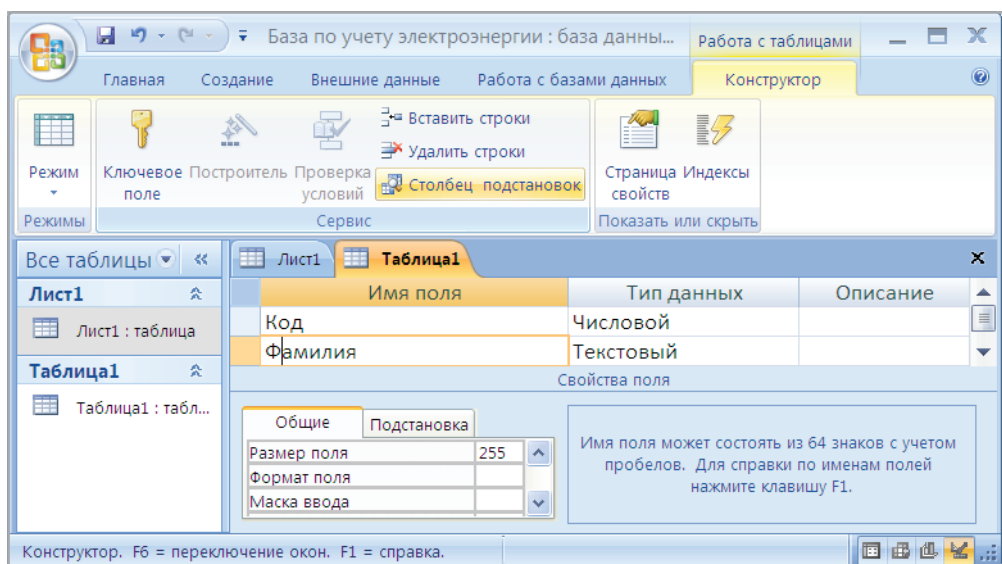 База по учету электроэнергии : база данны...
Работа с таблицами
Главная Создание Внешние данные Работа с базами данных Конструктор
Режим
Ключевое поле
Построитель
Проверка условий
Вставить строки
Удалить строки
Столбец подстановок
Страница свойств
Индексы
Режимы Сервис Показать или скрыть
Все таблицы
Лист1
Лист1 : таблица
Таблица1
Таблица1 : табл...
Лист1 Таблица1
Имя поля Тип данных Описание
Код Числовой
Фамилия Текстовый
Свойства поля
Общие Подстановка
Размер поля 255
Формат поля
Маска ввода
Имя поля может состоять из 64 знаков с учетом
пробелов. Для справки по именам полей
нажмите клавишу F1.
Конструктор. F6 = переключение окон. F1 = справка.